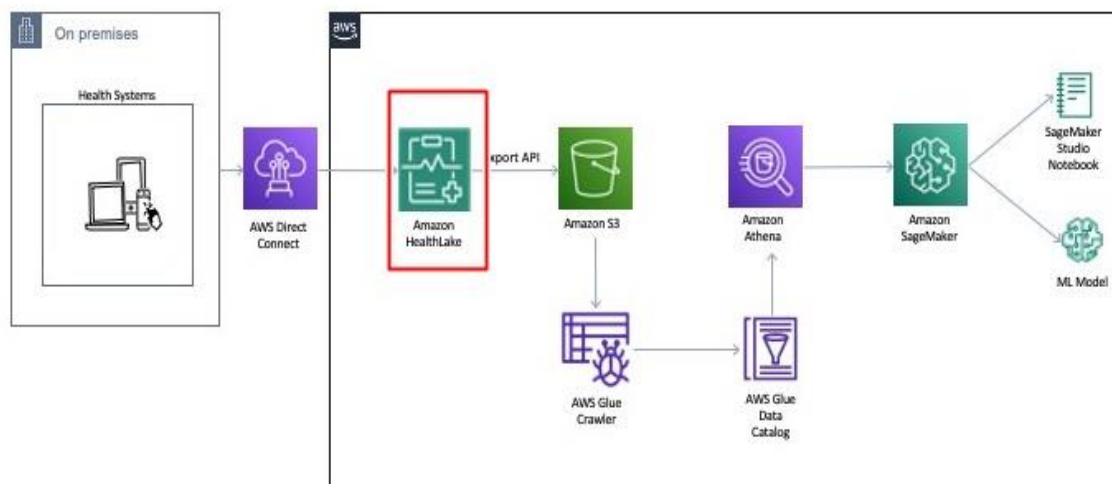 On premises
aws
Health Systems
AWS Direct
Connect
Amazon
HealthLake
xport API
Amazon S3
Amazon
Athena
Amazon
SageMaker
SageMaker
Studio
Notebook
ML Model
AWS Glue
Crawler
AWS Glue
Data
Catalog